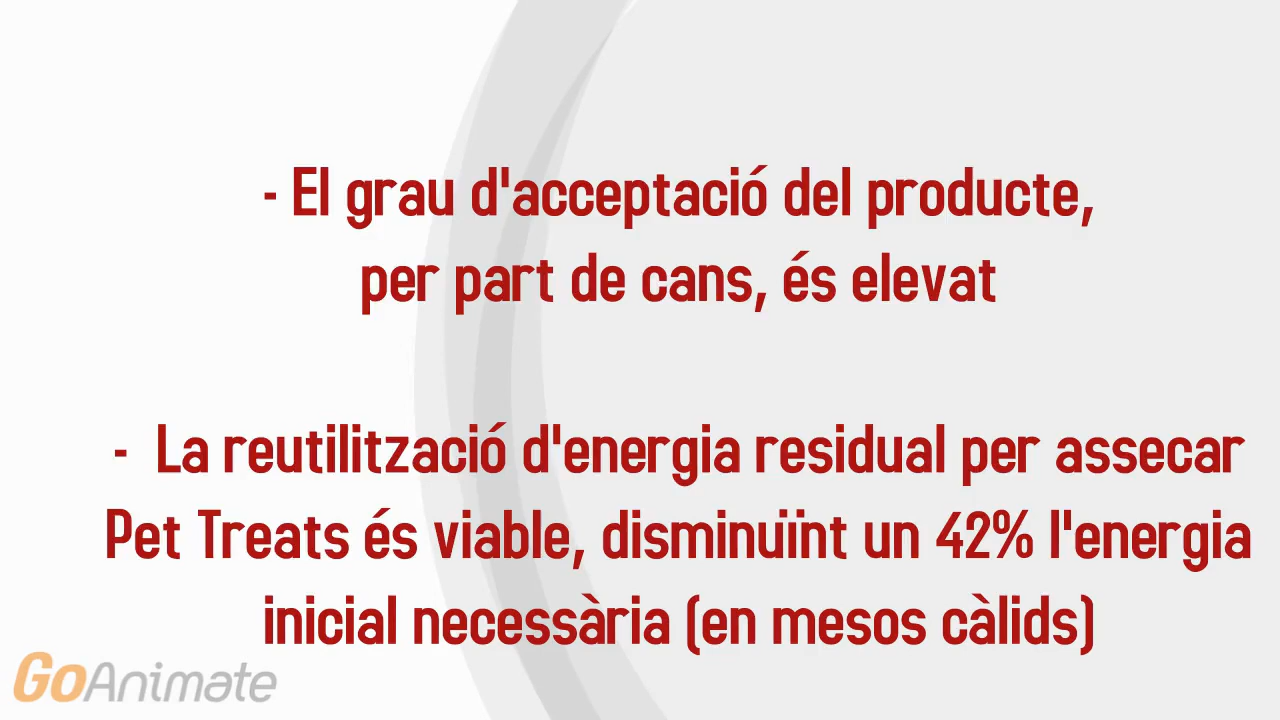 - El grau d'acceptació del producte,
per part de cans, és elevat
- La reutilització d'energia residual per assecar
Pet Treats és viable, disminuïnt un 42% l'energia
inicial necessària (en mesos càlids)
GoAnimate